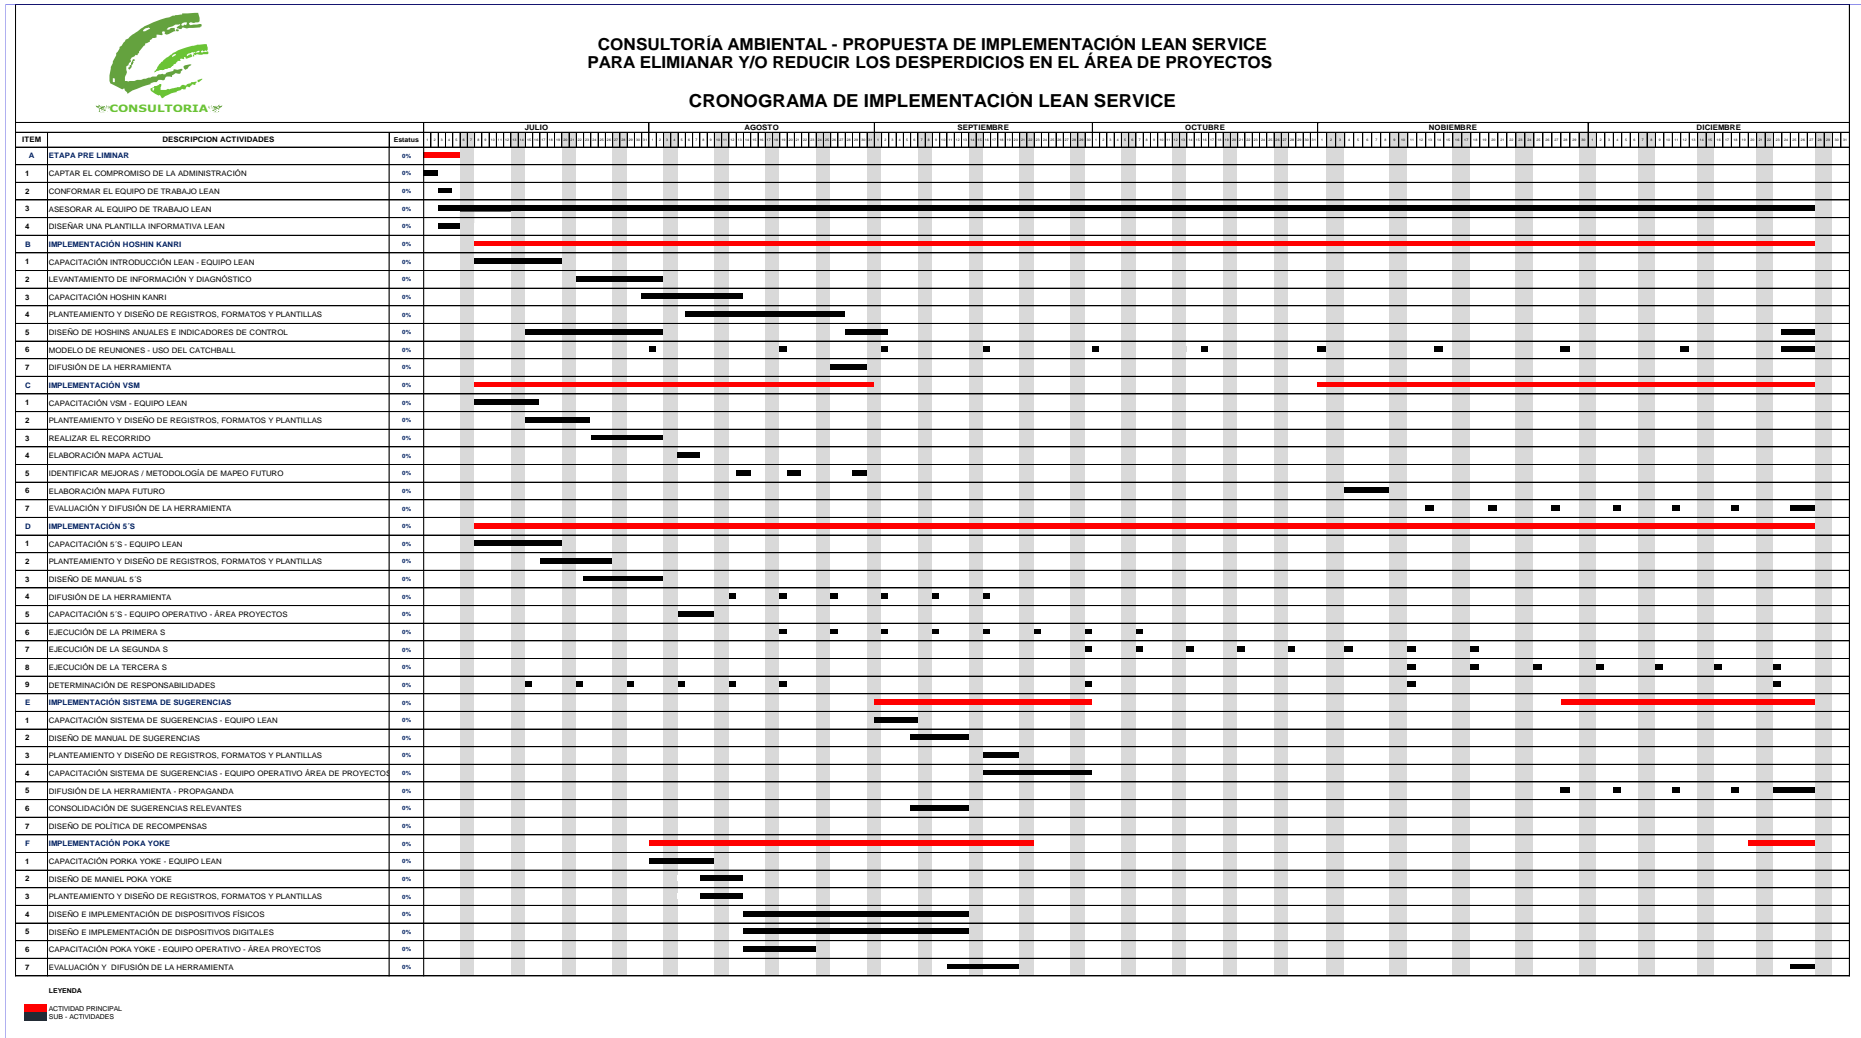 CONSULTORIA
CONSULTORÍA AMBIENTAL - PROPUESTA DE IMPLEMENTACIÓN LEAN SERVICE
PARA ELIMIANAR Y/O REDUCIR LOS DESPERDICIOS EN EL ÁREA DE PROYECTOS
CRONOGRAMA DE IMPLEMENTACIÓN LEAN SERVICE
JULIO AGOSTO SEPTIEMBRE OCTUBRE NOBIEMBRE DICIEMBRE
ITEM DESCRIPCION ACTIVIDADES Estatus
A ETAPA PRE LIMINAR 0%
1 CAPTAR EL COMPROMISO DE LA ADMINISTRACIÓN 0%
2 CONFORMAR EL EQUIPO DE TRABAJO LEAN 0%
3 ASESORAR AL EQUIPO DE TRABAJO LEAN 0%
4 DISEÑAR UNA PLANTILLA INFORMATIVA LEAN 0%
B IMPLEMENTACIÓN HOSHIN KANRI 0%
1 CAPACITACIÓN INTRODUCCIÓN LEAN - EQUIPO LEAN 0%
2 LEVANTAMIENTO DE INFORMACIÓN Y DIAGNÓSTICO 0%
3 CAPACITACIÓN HOSHIN KANRI 0%
4 PLANTEAMIENTO Y DISEÑO DE REGISTROS, FORMATOS Y PLANTILLAS 0%
5 DISEÑO DE HOSHINS ANUALES E INDICADORES DE CONTROL 0%
6 MODELO DE REUNIONES - USO DEL CATCHBALL 0%
7 DIFUSIÓN DE LA HERRAMIENTA 0%
C IMPLEMENTACIÓN VSM 0%
1 CAPACITACIÓN VSM - EQUIPO LEAN 0%
2 PLANTEAMIENTO Y DISEÑO DE REGISTROS, FORMATOS Y PLANTILLAS 0%
3 REALIZAR EL RECORRIDO 0%
4 ELABORACIÓN MAPA ACTUAL 0%
5 IDENTIFICAR MEJORAS / METODOLOGÍA DE MAPEO FUTURO 0%
6 ELABORACIÓN MAPA FUTURO 0%
7 EVALUACIÓN Y DIFUSIÓN DE LA HERRAMIENTA 0%
D IMPLEMENTACIÓN 5´S 0%
1 CAPACITACIÓN 5´S - EQUIPO LEAN 0%
2 PLANTEAMIENTO Y DISEÑO DE REGISTROS, FORMATOS Y PLANTILLAS 0%
3 DISEÑO DE MANUAL 5´S 0%
4 DIFUSIÓN DE LA HERRAMIENTA 0%
5 CAPACITACIÓN 5´S - EQUIPO OPERATIVO - ÁREA PROYECTOS 0%
6 EJECUCIÓN DE LA PRIMERA S 0%
7 EJECUCIÓN DE LA SEGUNDA S 0%
8 EJECUCIÓN DE LA TERCERA S 0%
9 DETERMINACIÓN DE RESPONSABILIDADES 0%
E IMPLEMENTACIÓN SISTEMA DE SUGERENCIAS 0%
1 CAPACITACIÓN SISTEMA DE SUGERENCIAS - EQUIPO LEAN 0%
2 DISEÑO DE MANUAL DE SUGERENCIAS 0%
3 PLANTEAMIENTO Y DISEÑO DE REGISTROS, FORMATOS Y PLANTILLAS 0%
4 CAPACITACIÓN SISTEMA DE SUGERENCIAS - EQUIPO OPERATIVO ÁREA DE PROYECTOS 0%
5 DIFUSIÓN DE LA HERRAMIENTA - PROPAGANDA 0%
6 CONSOLIDACIÓN DE SUGERENCIAS RELEVANTES 0%
7 DISEÑO DE POLÍTICA DE RECOMPENSAS 0%
F IMPLEMENTACIÓN POKA YOKE 0%
1 CAPACITACIÓN PORKA YOKE - EQUIPO LEAN 0%
2 DISEÑO DE MANIEL POKA YOKE 0%
3 PLANTEAMIENTO Y DISEÑO DE REGISTROS, FORMATOS Y PLANTILLAS 0%
4 DISEÑO E IMPLEMENTACIÓN DE DISPOSITIVOS FÍSICOS 0%
5 DISEÑO E IMPLEMENTACIÓN DE DISPOSITIVOS DIGITALES 0%
6 CAPACITACIÓN POKA YOKE - EQUIPO OPERATIVO - ÁREA PROYECTOS 0%
7 EVALUACIÓN Y DIFUSIÓN DE LA HERRAMIENTA 0%
LEYENDA
ACTIVIDAD PRINCIPAL
SUB - ACTIVIDADES